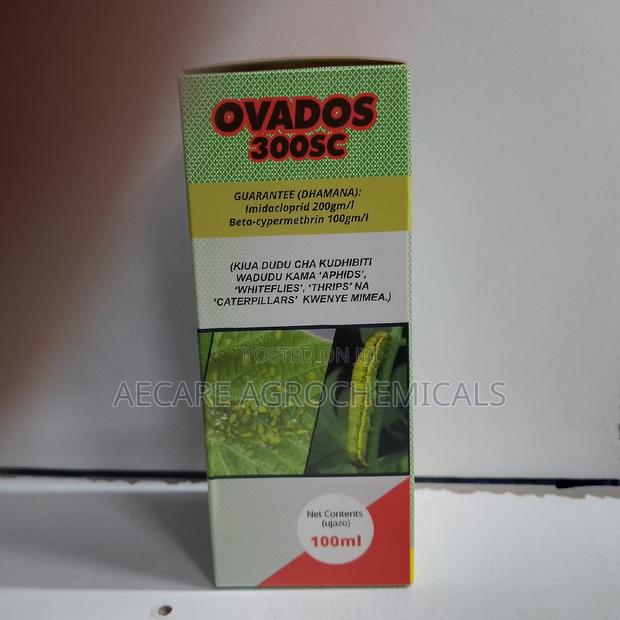 OVADOS
300SC
GUARANTEE (DHAMANA):
Imidacloprid 200gm/l
Beta-cypermethrin 100gm/l
(KIUA DUDU CHA KUDHIBITI
WADUDU KAMA 'APHIDS',
'WHITEFLIES', 'THRIPS' NA
'CATERPILLARS' KWENYE MIMEA.)
POSTED ON Jiji
AECARE AGROCHEMICALS
Net Contents
(ujazo)
100ml